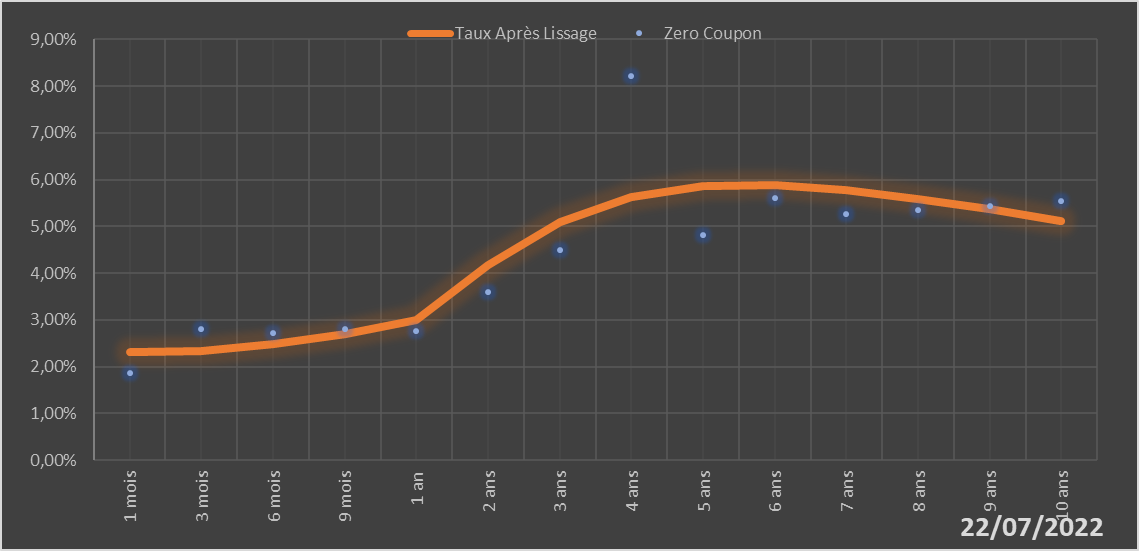 Taux Après Lissage
Zero Coupon
9,00%
8,00%
7,00%
6,00%
5,00%
4,00%
3,00%
2,00%
1,00%
0,00%
1 mois
3 mois
6 mois
9 mois
1 an
2 ans
3 ans
4 ans
5 ans
6 ans
7 ans
8 ans
9 ans
10 ans
22/07/2022